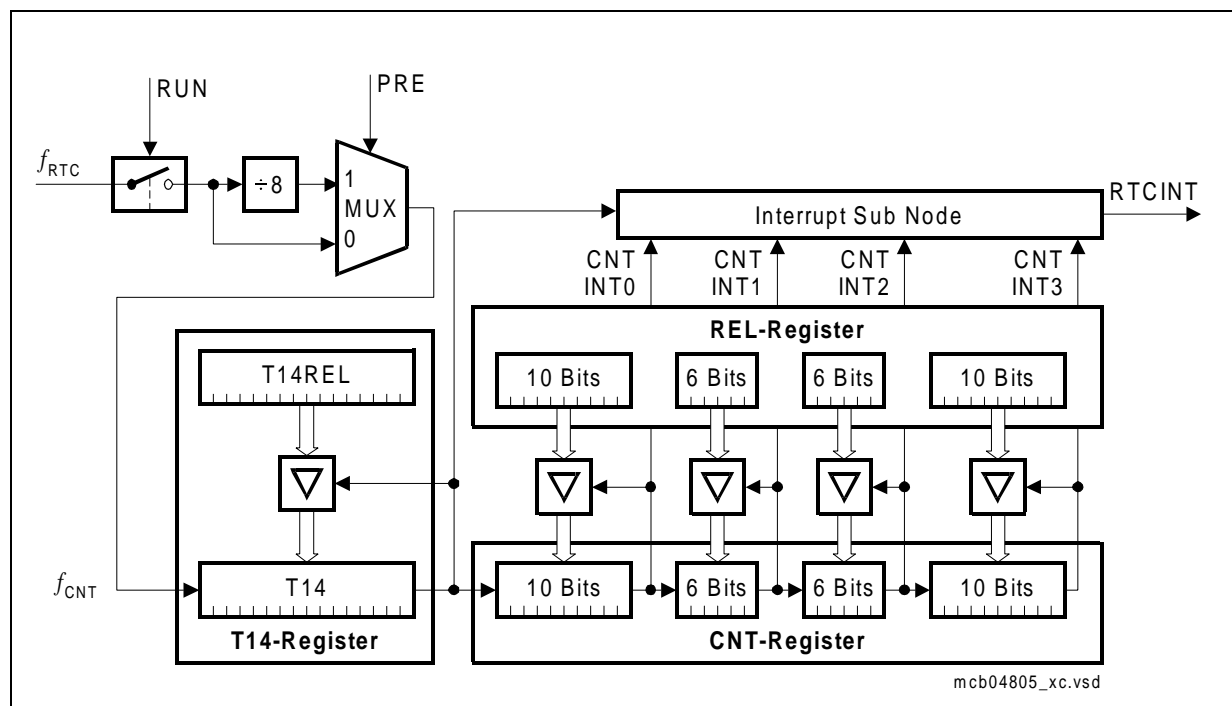 RUN
PRE
fRTC
÷8
1
MUX
0
Interrupt Sub Node
RTCINT
CNT
INT0
CNT
INT1
CNT
INT2
CNT
INT3
REL-Register
T14REL
10 Bits
6 Bits
6 Bits
10 Bits
fCNT
T14
10 Bits
6 Bits
6 Bits
10 Bits
T14-Register
CNT-Register
mcb04805_xc.vsd